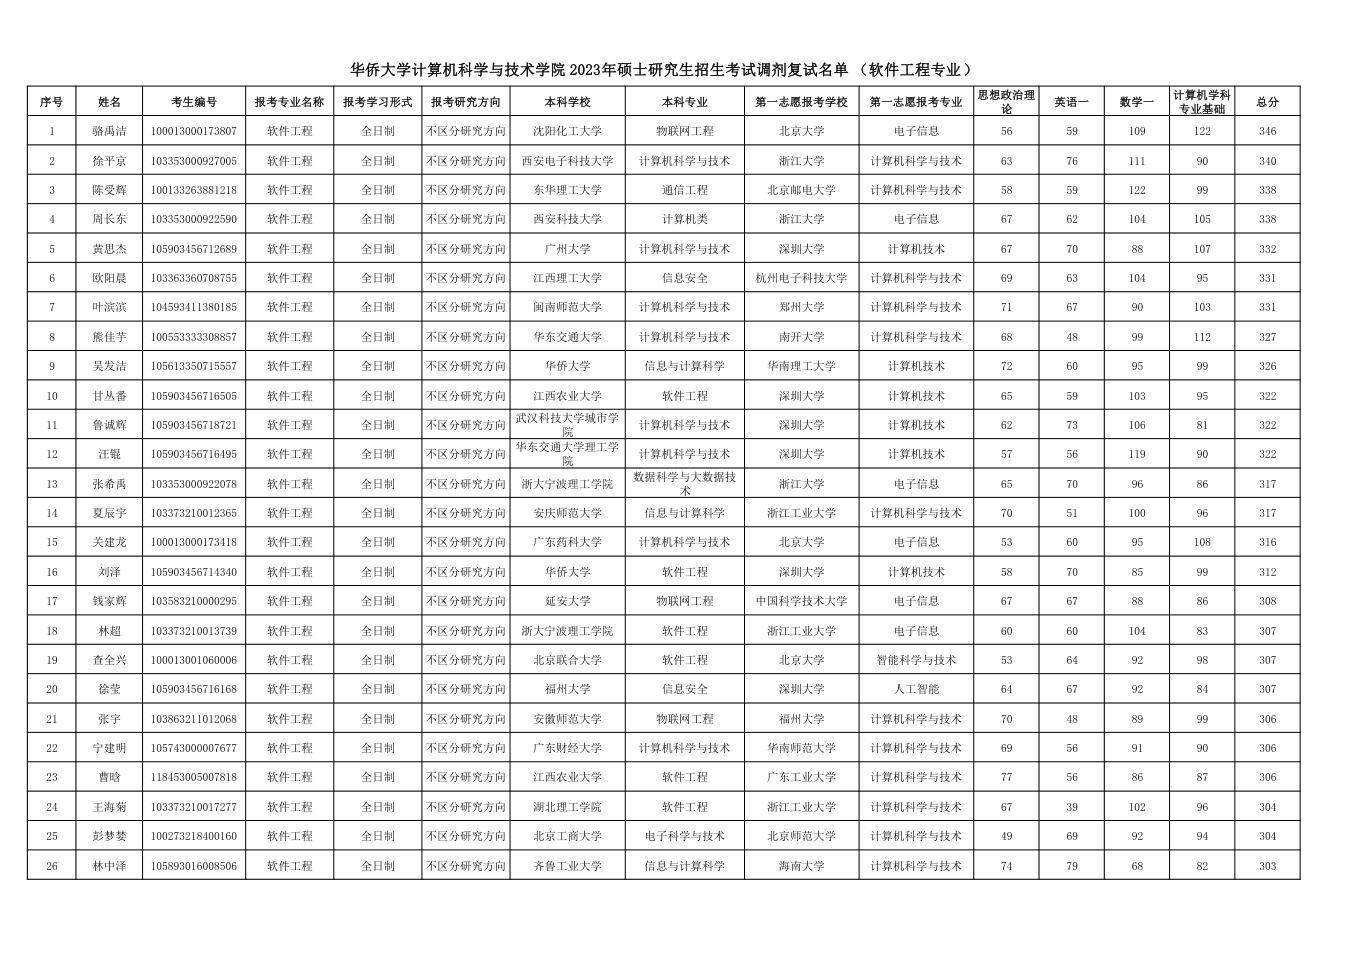 华侨大学计算机科学与技术学院 2023年硕士研究生招生考试调剂复试名单 （软件工程专业）
序号 姓名 考生编号 报考专业名称 报考学习形式 报考研究方向 本科学校 本科专业 第一志愿报考学校 第一志愿报考专业 思想政治理论 英语一 数学一 计算机学科专业基础 总分
1 骆禹洁 100013000173807 软件工程 全日制 不区分研究方向 沈阳化工大学 物联网工程 北京大学 电子信息 56 59 109 122 346
2 徐平京 103353000927005 软件工程 全日制 不区分研究方向 西安电子科技大学 计算机科学与技术 浙江大学 计算机科学与技术 63 76 111 90 340
3 陈受辉 100133263881218 软件工程 全日制 不区分研究方向 东华理工大学 通信工程 北京邮电大学 计算机科学与技术 58 59 122 99 338
4 周长东 103353000922590 软件工程 全日制 不区分研究方向 西安科技大学 计算机类 浙江大学 电子信息 67 62 104 105 338
5 黄思杰 105903456712689 软件工程 全日制 不区分研究方向 广州大学 计算机科学与技术 深圳大学 计算机技术 67 70 88 107 332
6 欧阳晨 103363360708755 软件工程 全日制 不区分研究方向 江西理工大学 信息安全 杭州电子科技大学 计算机科学与技术 69 63 104 95 331
7 叶滨滨 104593411380185 软件工程 全日制 不区分研究方向 闽南师范大学 计算机科学与技术 郑州大学 计算机科学与技术 71 67 90 103 331
8 熊佳芋 100553333308857 软件工程 全日制 不区分研究方向 华东交通大学 计算机科学与技术 南开大学 计算机科学与技术 68 48 99 112 327
9 吴发洁 105613350715557 软件工程 全日制 不区分研究方向 华侨大学 信息与计算科学 华南理工大学 计算机技术 72 60 95 99 326
10 甘丛番 105903456716505 软件工程 全日制 不区分研究方向 江西农业大学 软件工程 深圳大学 计算机技术 65 59 103 95 322
11 鲁诚辉 105903456718721 软件工程 全日制 不区分研究方向 武汉科技大学城市学院 计算机科学与技术 深圳大学 计算机技术 62 73 106 81 322
12 汪锟 105903456716495 软件工程 全日制 不区分研究方向 华东交通大学理工学院 计算机科学与技术 深圳大学 计算机技术 57 56 119 90 322
13 张希禹 103353000922078 软件工程 全日制 不区分研究方向 浙大宁波理工学院 数据科学与大数据技术 浙江大学 电子信息 65 70 96 86 317
14 夏辰宇 103373210012365 软件工程 全日制 不区分研究方向 安庆师范大学 信息与计算科学 浙江工业大学 计算机科学与技术 70 51 100 96 317
15 关建龙 100013000173418 软件工程 全日制 不区分研究方向 广东药科大学 计算机科学与技术 北京大学 电子信息 53 60 95 108 316
16 刘泽 105903456714340 软件工程 全日制 不区分研究方向 华侨大学 软件工程 深圳大学 计算机技术 58 70 85 99 312
17 钱家辉 103583210000295 软件工程 全日制 不区分研究方向 延安大学 物联网工程 中国科学技术大学 电子信息 67 67 88 86 308
18 林超 103373210013739 软件工程 全日制 不区分研究方向 浙大宁波理工学院 软件工程 浙江工业大学 电子信息 60 60 104 83 307
19 查全兴 100013001060006 软件工程 全日制 不区分研究方向 北京联合大学 软件工程 北京大学 智能科学与技术 53 64 92 98 307
20 徐莹 105903456716168 软件工程 全日制 不区分研究方向 福州大学 信息安全 深圳大学 人工智能 64 67 92 84 307
21 张宇 103863211012068 软件工程 全日制 不区分研究方向 安徽师范大学 物联网工程 福州大学 计算机科学与技术 70 48 89 99 306
22 宁建明 105743000007677 软件工程 全日制 不区分研究方向 广东财经大学 计算机科学与技术 华南师范大学 计算机科学与技术 69 56 91 90 306
23 曹晗 118453005007818 软件工程 全日制 不区分研究方向 江西农业大学 软件工程 广东工业大学 计算机科学与技术 77 56 86 87 306
24 王海菊 103373210017277 软件工程 全日制 不区分研究方向 湖北理工学院 软件工程 浙江工业大学 计算机科学与技术 67 39 102 96 304
25 彭梦婪 100273218400160 软件工程 全日制 不区分研究方向 北京工商大学 电子科学与技术 北京师范大学 计算机科学与技术 49 69 92 94 304
26 林中泽 105893016008506 软件工程 全日制 不区分研究方向 齐鲁工业大学 信息与计算科学 海南大学 计算机科学与技术 74 79 68 82 303